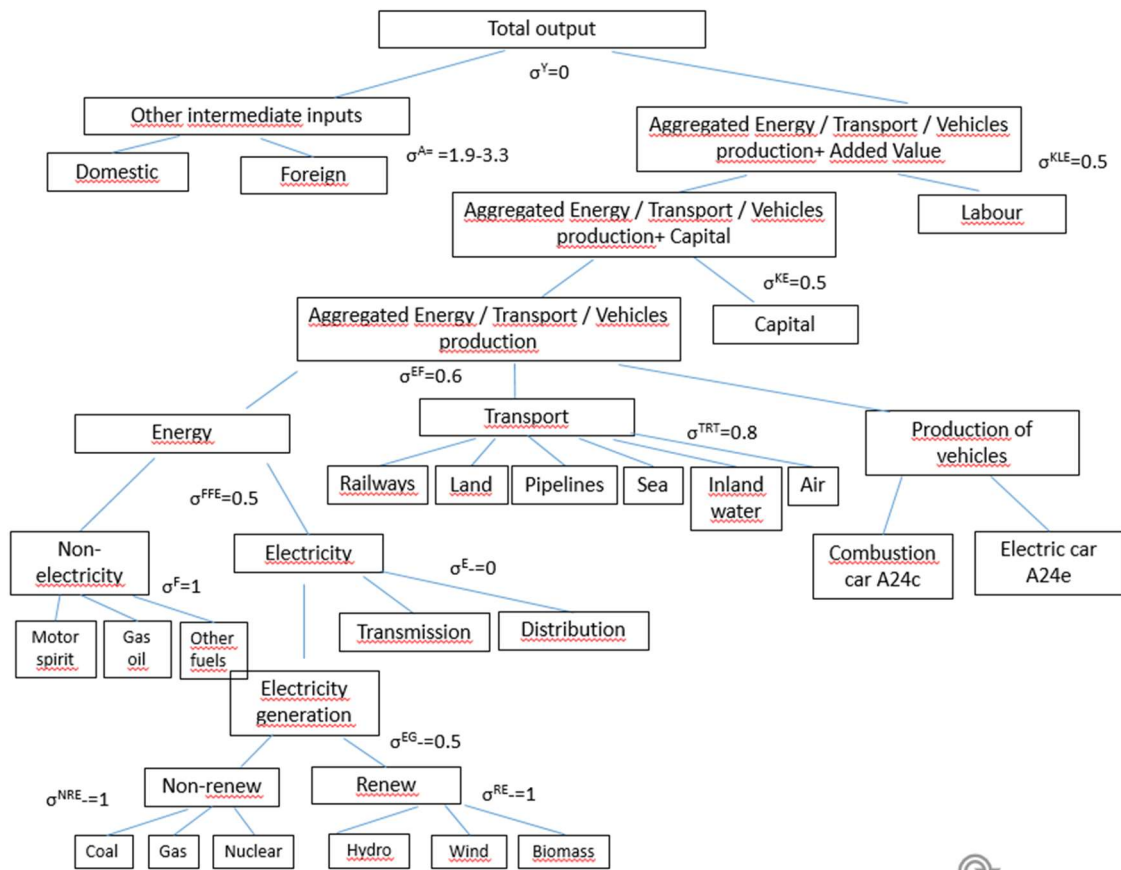 Total output
σY=0
Other intermediate inputs
Aggregated Energy / Transport / Vehicles
production+ Added Value
σA= =1.9-3.3
σKLE=0.5
Domestic
Foreign
Aggregated Energy / Transport / Vehicles
production+ Capital
Labour
σKE=0.5
Aggregated Energy / Transport / Vehicles
production
Capital
σEF=0.6
Energy
Transport
σTRT=0.8
Production of
vehicles
σFFE=0.5
Railways
Land
Pipelines
Sea
Inland
water
Air
Non-
electricity
Electricity
Combustion
car A24c
Electric car
A24e
σF=1
σE-=0
Motor
spirit
Gas
oil
Other
fuels
Transmission
Distribution
Electricity
generation
σEG-=0.5
Non-renew
Renew
σNRE-=1
σRE-=1
Coal
Gas
Nuclear
Hydro
Wind
Biomass